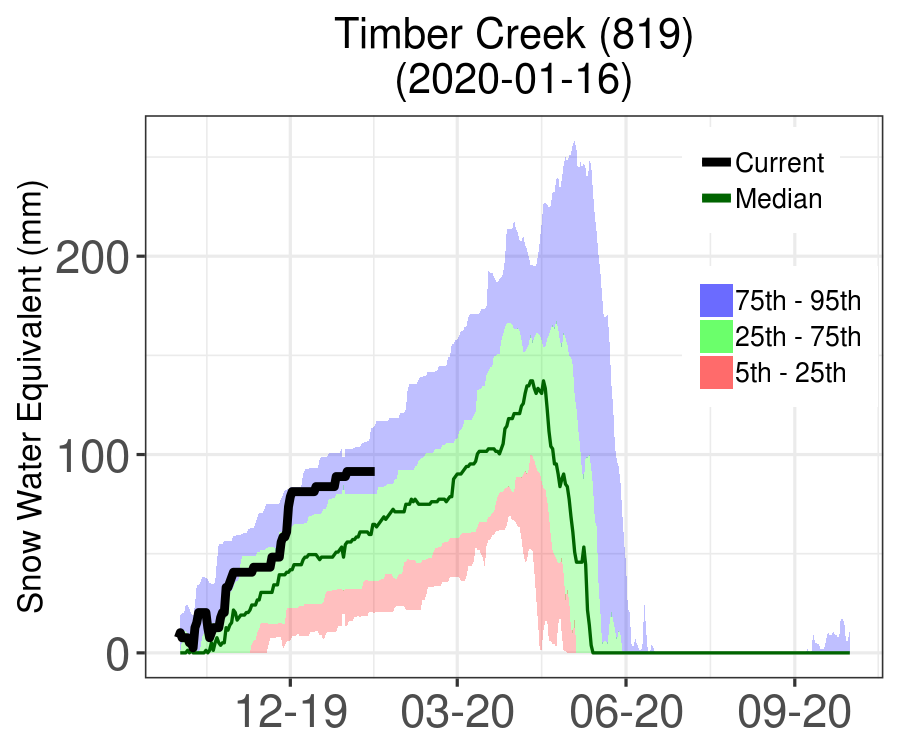 Timber Creek (819)
(2020-01-16)
Snow Water Equivalent (mm)
200
100
0
Current
Median
75th - 95th
25th - 75th
5th - 25th
12-19 03-20 06-20 09-20